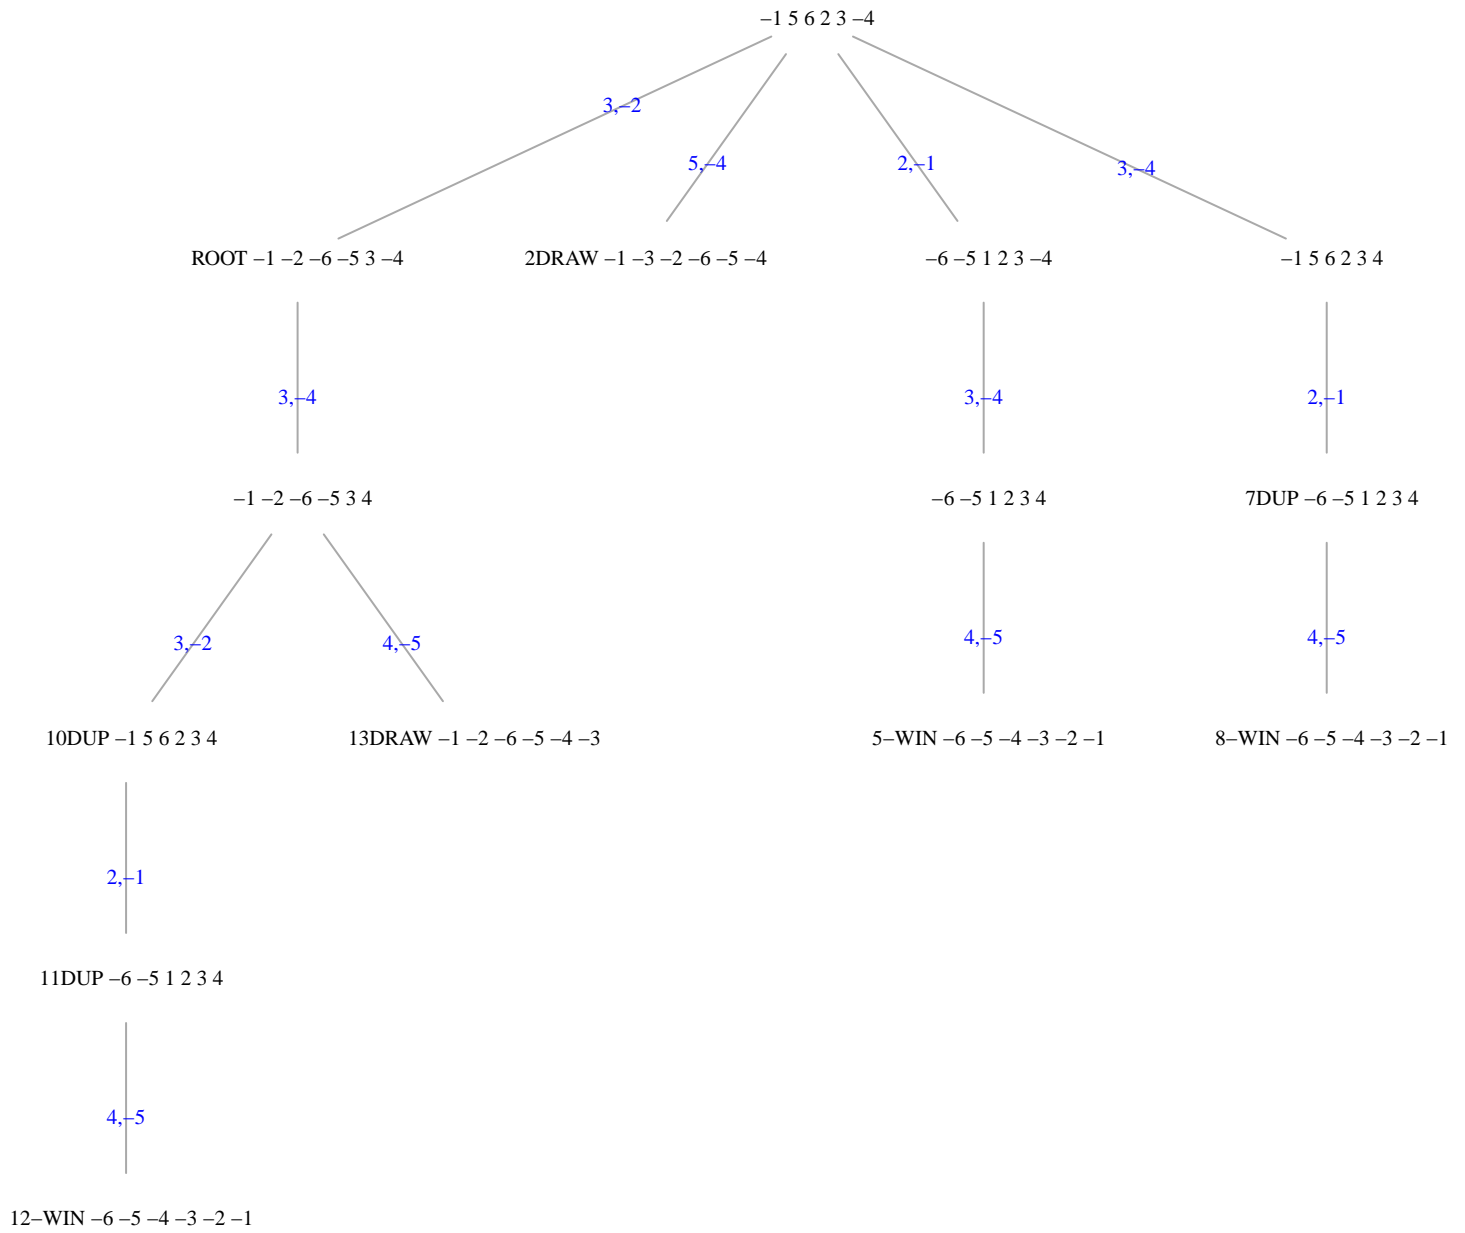 –1 5 6 2 3 –4
3,–2
5,–4
2,–1
3,–4
ROOT –1 –2 –6 –5 3 –4
2DRAW –1 –3 –2 –6 –5 –4
–6 –5 1 2 3 –4
–1 5 6 2 3 4
3,–4
3,–4
2,–1
–1 –2 –6 –5 3 4
–6 –5 1 2 3 4
7DUP –6 –5 1 2 3 4
3,–2
4,–5
4,–5
4,–5
10DUP –1 5 6 2 3 4
13DRAW –1 –2 –6 –5 –4 –3
5–WIN –6 –5 –4 –3 –2 –1
8–WIN –6 –5 –4 –3 –2 –1
2,–1
11DUP –6 –5 1 2 3 4
4,–5
12–WIN –6 –5 –4 –3 –2 –1